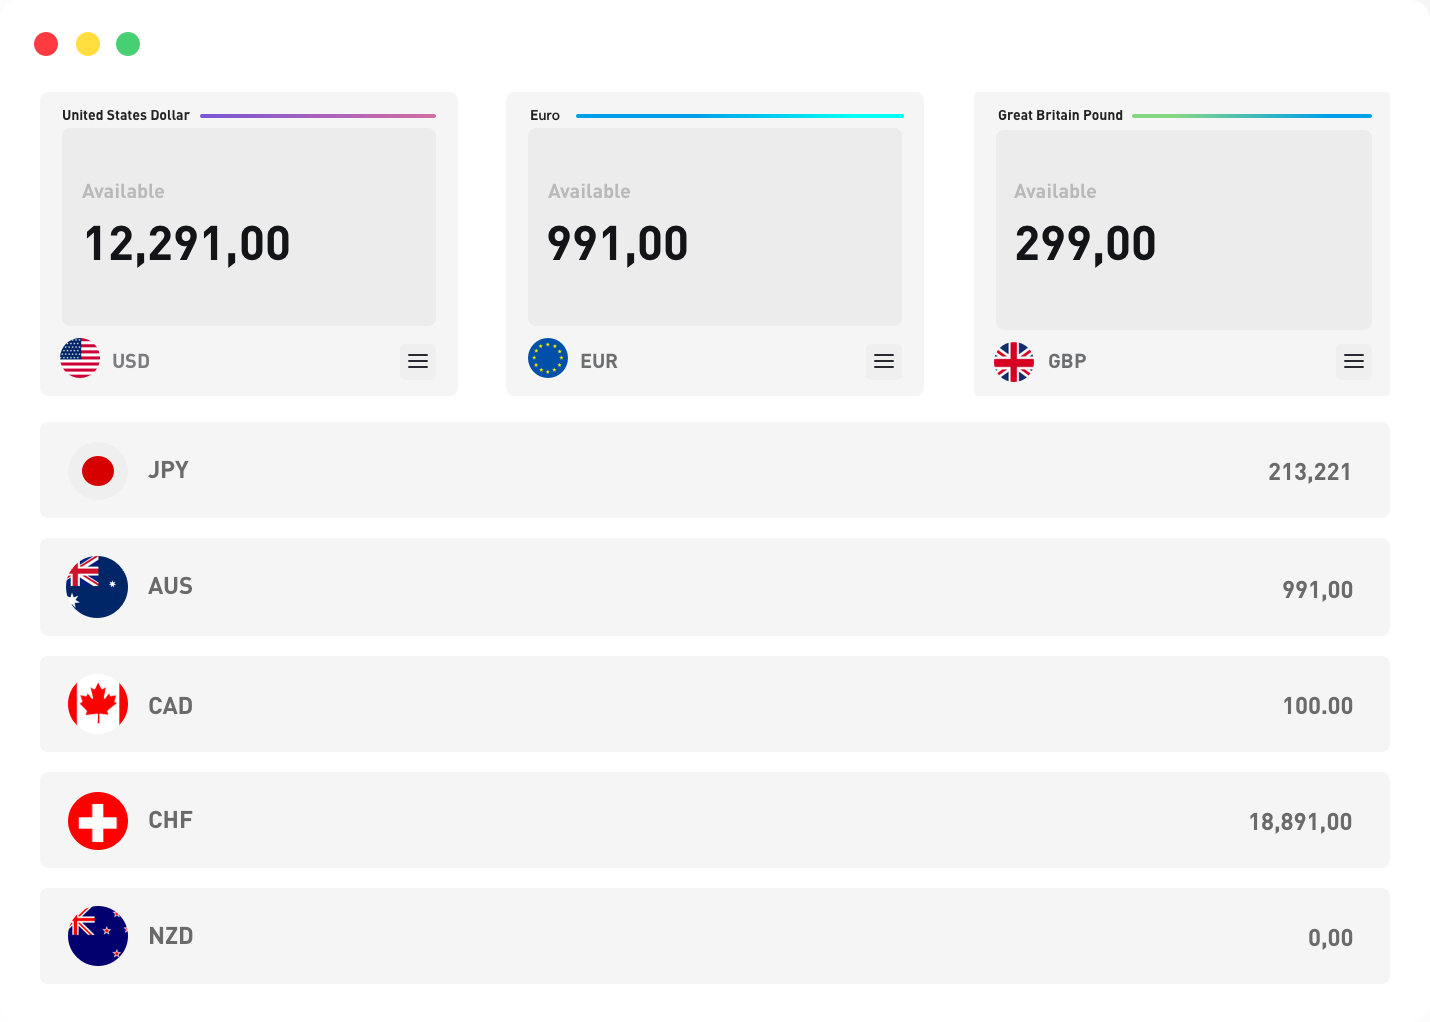 United States Dollar
Available
12,291,00
USD
Euro
Available
991,00
EUR
Great Britain Pound
Available
299,00
GBP
JPY 213,221
AUS 991,00
CAD 100.00
CHF 18,891,00
NZD 0,00